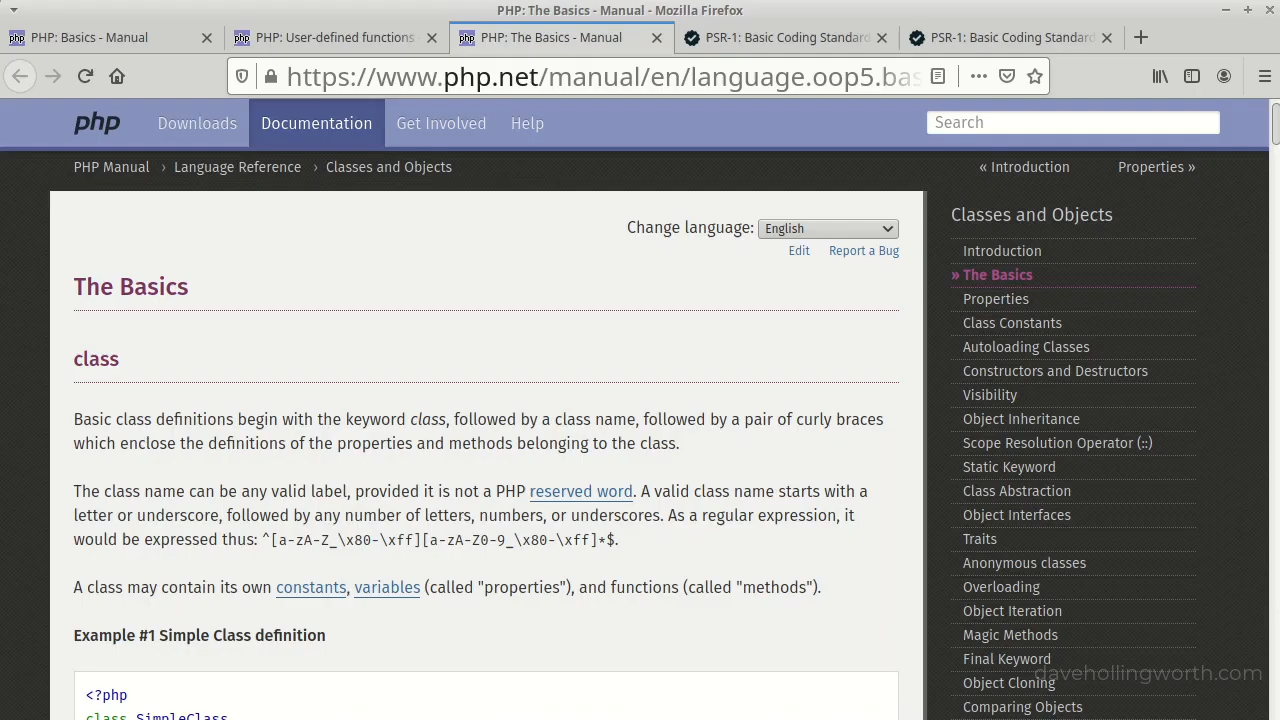 PHP: The Basics - Manual - Mozilla Firefox
PHP: Basics - Manual
PHP: User-defined functions
PHP: The Basics - Manual
PSR-1: Basic Coding Standard
PSR-1: Basic Coding Standard
https://www.php.net/manual/en/language.oop5.bas
php
Downloads
Documentation
Get Involved
Help
Search
PHP Manual › Language Reference › Classes and Objects
« Introduction
Properties »
Change language: English
Edit
Report a Bug
The Basics
class
Basic class definitions begin with the keyword class, followed by a class name, followed by a pair of curly braces
which enclose the definitions of the properties and methods belonging to the class.
The class name can be any valid label, provided it is not a PHP reserved word. A valid class name starts with a
letter or underscore, followed by any number of letters, numbers, or underscores. As a regular expression, it
would be expressed thus: ^[a-zA-Z_\x80-\xff][a-zA-Z0-9_\x80-\xff]*$.
A class may contain its own constants, variables (called "properties"), and functions (called "methods").
Example #1 Simple Class definition
<?php
class SimpleClass
Classes and Objects
Introduction
» The Basics
Properties
Class Constants
Autoloading Classes
Constructors and Destructors
Visibility
Object Inheritance
Scope Resolution Operator (::)
Static Keyword
Class Abstraction
Object Interfaces
Traits
Anonymous classes
Overloading
Object Iteration
Magic Methods
Final Keyword
Object Cloning
Comparing Objects
davehollingworth.com